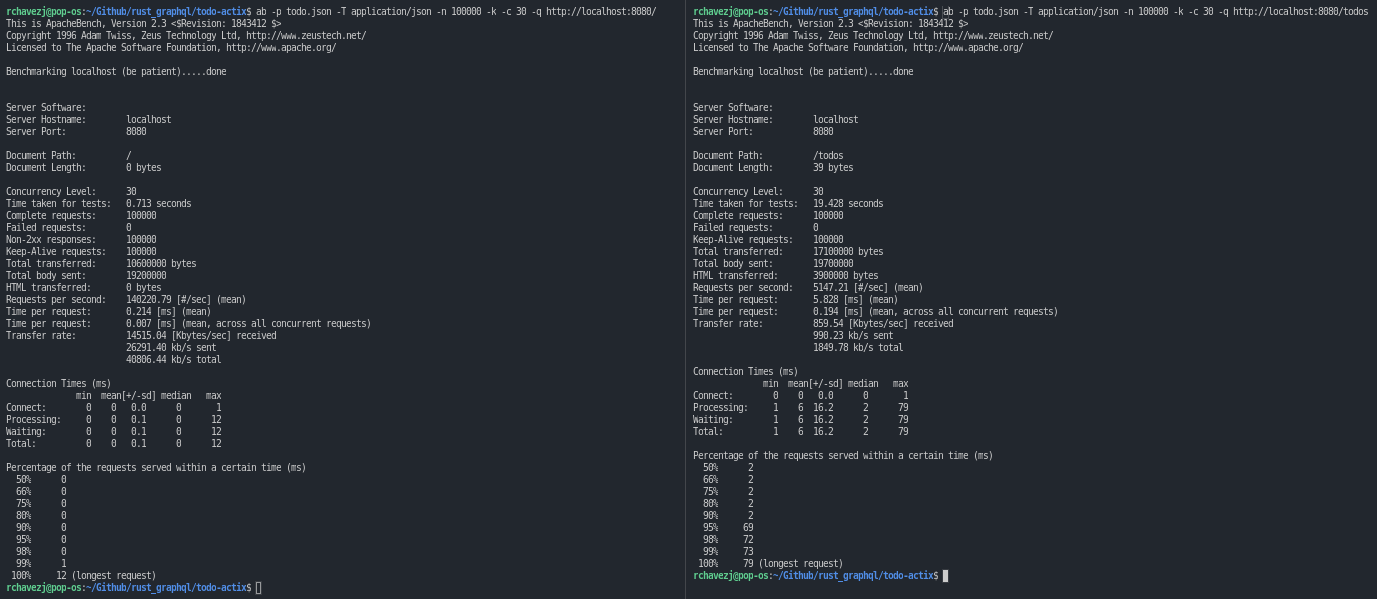 rchavezj@pop-os:~/Github/rust_graphql/todo-actix$ ab -p todo.json -T application/json -n 100000 -k -c 30 -q http://localhost:8080/
This is ApacheBench, Version 2.3 <$Revision: 1843412 $>
Copyright 1996 Adam Twiss, Zeus Technology Ltd, http://www.zeustech.net/
Licensed to The Apache Software Foundation, http://www.apache.org/

Benchmarking localhost (be patient).....done


Server Software:
Server Hostname:        localhost
Server Port:            8080

Document Path:          /
Document Length:        0 bytes

Concurrency Level:      30
Time taken for tests:   0.713 seconds
Complete requests:      100000
Failed requests:        0
Non-2xx responses:      100000
Keep-Alive requests:    100000
Total transferred:      10600000 bytes
Total body sent:        19200000
HTML transferred:       0 bytes
Requests per second:    140220.79 [#/sec] (mean)
Time per request:       0.214 [ms] (mean)
Time per request:       0.007 [ms] (mean, across all concurrent requests)
Transfer rate:          14515.04 [Kbytes/sec] received
                        26291.40 kb/s sent
                        40806.44 kb/s total

Connection Times (ms)
              min  mean[+/-sd] median   max
Connect:        0    0   0.0      0       1
Processing:     0    0   0.1      0      12
Waiting:        0    0   0.1      0      12
Total:          0    0   0.1      0      12

Percentage of the requests served within a certain time (ms)
  50%      0
  66%      0
  75%      0
  80%      0
  90%      0
  95%      0
  98%      0
  99%      1
 100%     12 (longest request)
rchavezj@pop-os:~/Github/rust_graphql/todo-actix$
rchavezj@pop-os:~/Github/rust_graphql/todo-actix$ ab -p todo.json -T application/json -n 100000 -k -c 30 -q http://localhost:8080/todos
This is ApacheBench, Version 2.3 <$Revision: 1843412 $>
Copyright 1996 Adam Twiss, Zeus Technology Ltd, http://www.zeustech.net/
Licensed to The Apache Software Foundation, http://www.apache.org/

Benchmarking localhost (be patient).....done


Server Software:
Server Hostname:        localhost
Server Port:            8080

Document Path:          /todos
Document Length:        39 bytes

Concurrency Level:      30
Time taken for tests:   19.428 seconds
Complete requests:      100000
Failed requests:        0
Keep-Alive requests:    100000
Total transferred:      17100000 bytes
Total body sent:        19700000
HTML transferred:       3900000 bytes
Requests per second:    5147.21 [#/sec] (mean)
Time per request:       5.828 [ms] (mean)
Time per request:       0.194 [ms] (mean, across all concurrent requests)
Transfer rate:          859.54 [Kbytes/sec] received
                        990.23 kb/s sent
                        1849.78 kb/s total

Connection Times (ms)
              min  mean[+/-sd] median   max
Connect:        0    0   0.0      0       1
Processing:     1    6  16.2      2      79
Waiting:        1    6  16.2      2      79
Total:          1    6  16.2      2      79

Percentage of the requests served within a certain time (ms)
  50%      2
  66%      2
  75%      2
  80%      2
  90%      2
  95%     69
  98%     72
  99%     73
 100%     79 (longest request)
rchavezj@pop-os:~/Github/rust_graphql/todo-actix$